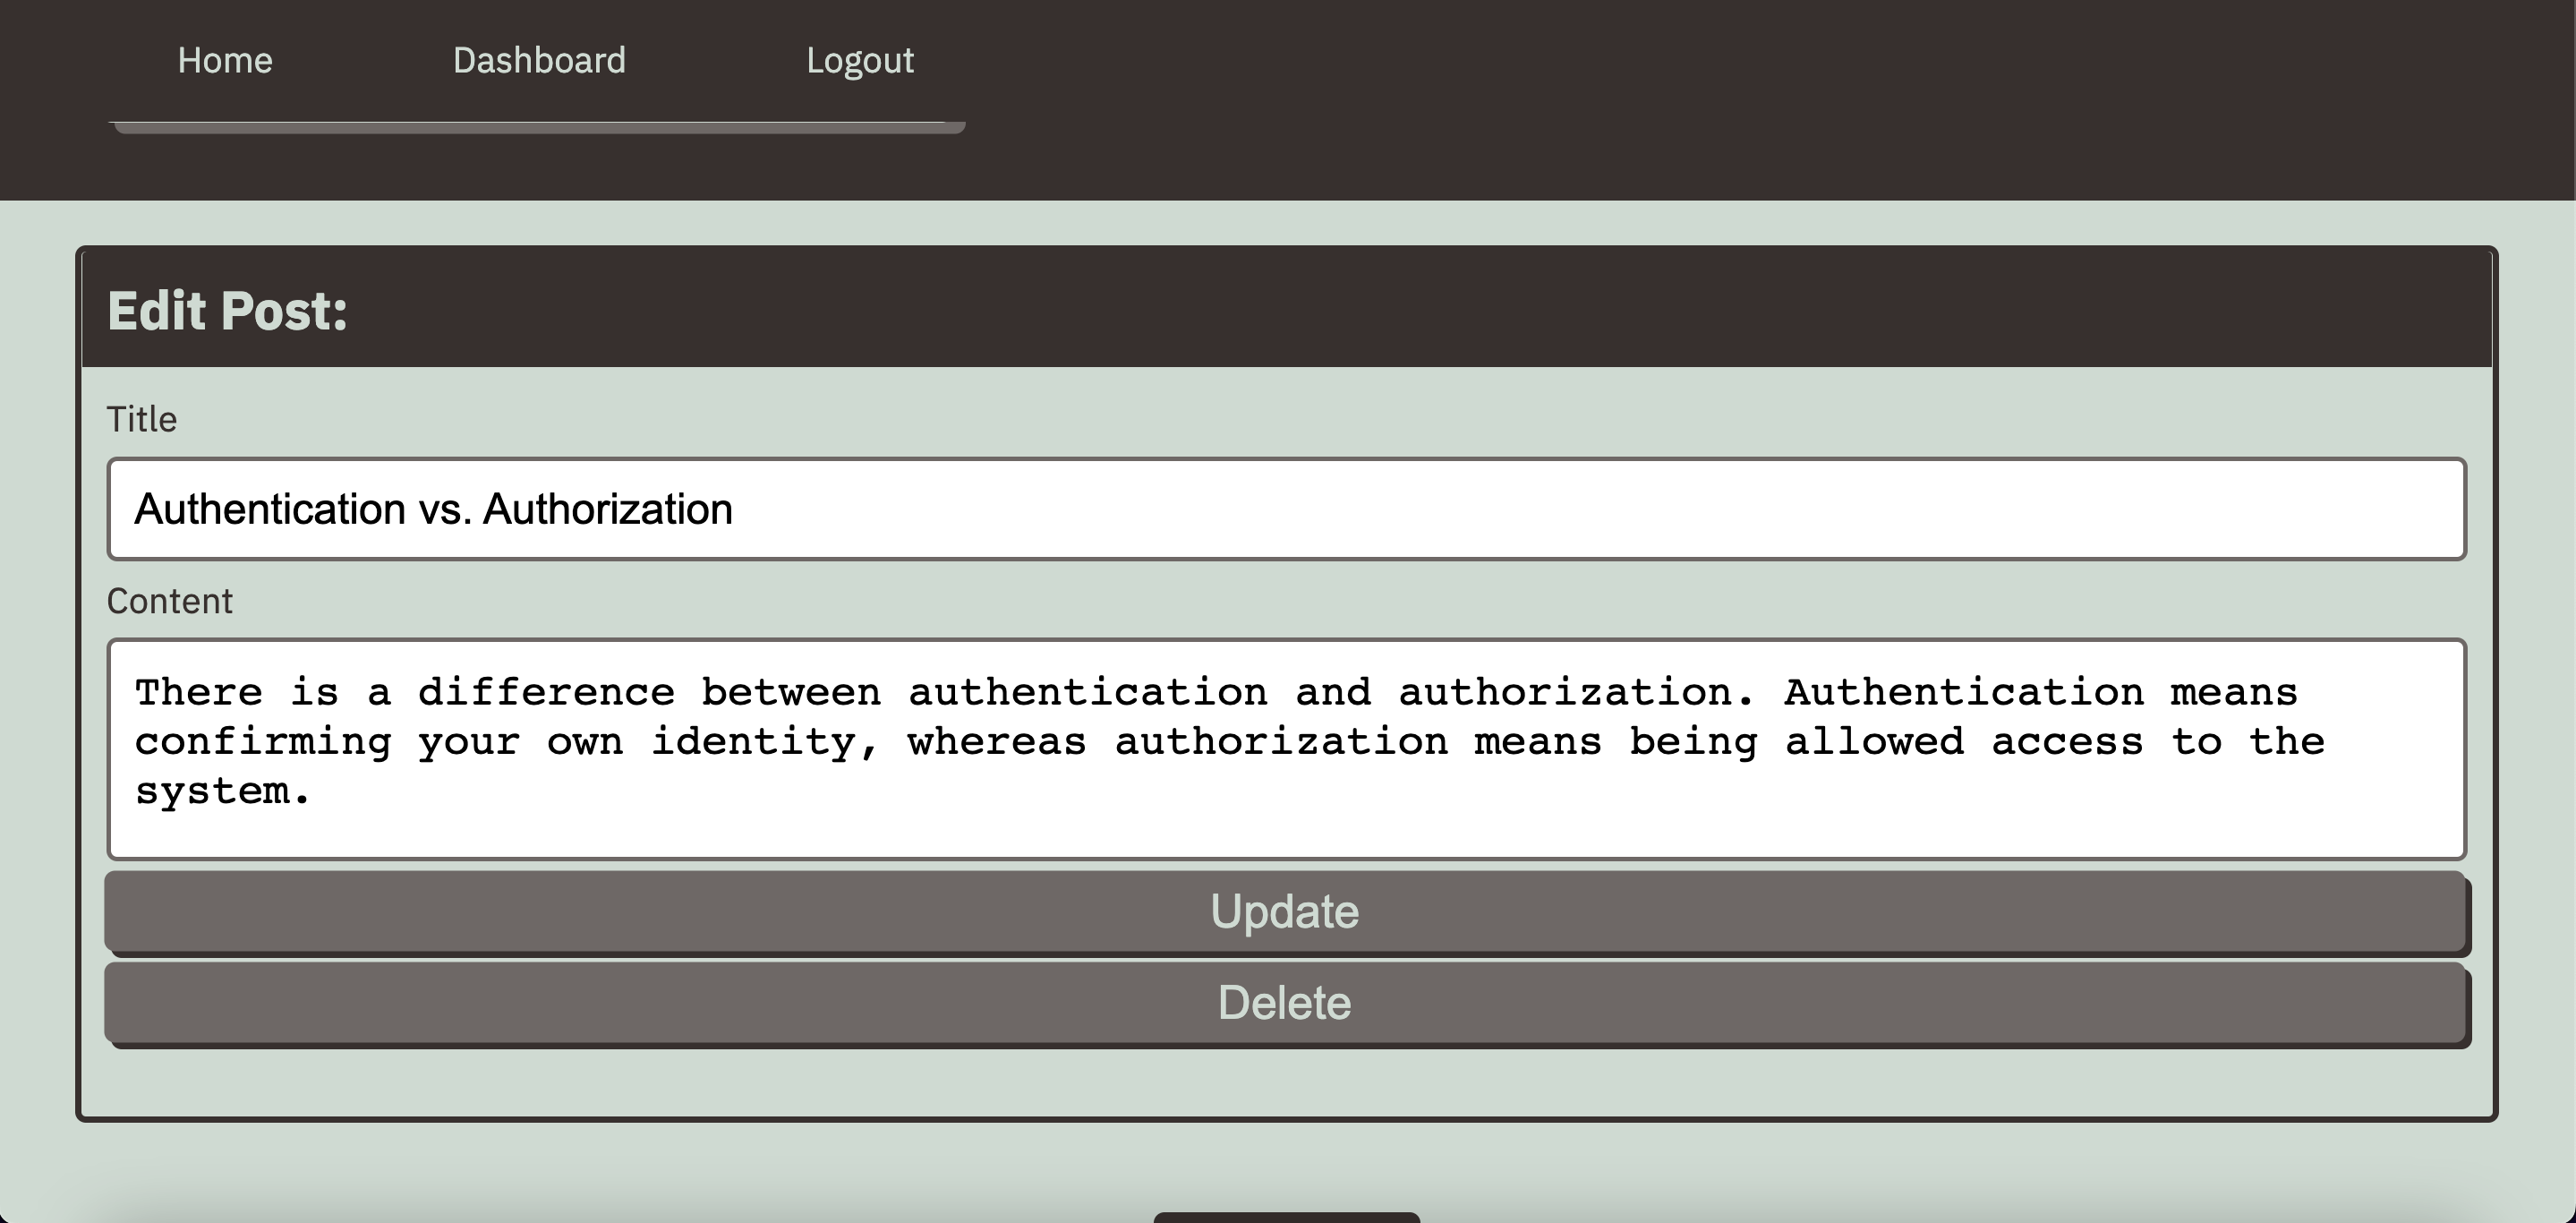 Home Dashboard Logout
Edit Post:
Title
Authentication vs. Authorization
Content
There is a difference between authentication and authorization. Authentication means
confirming your own identity, whereas authorization means being allowed access to the
system.
Update
Delete